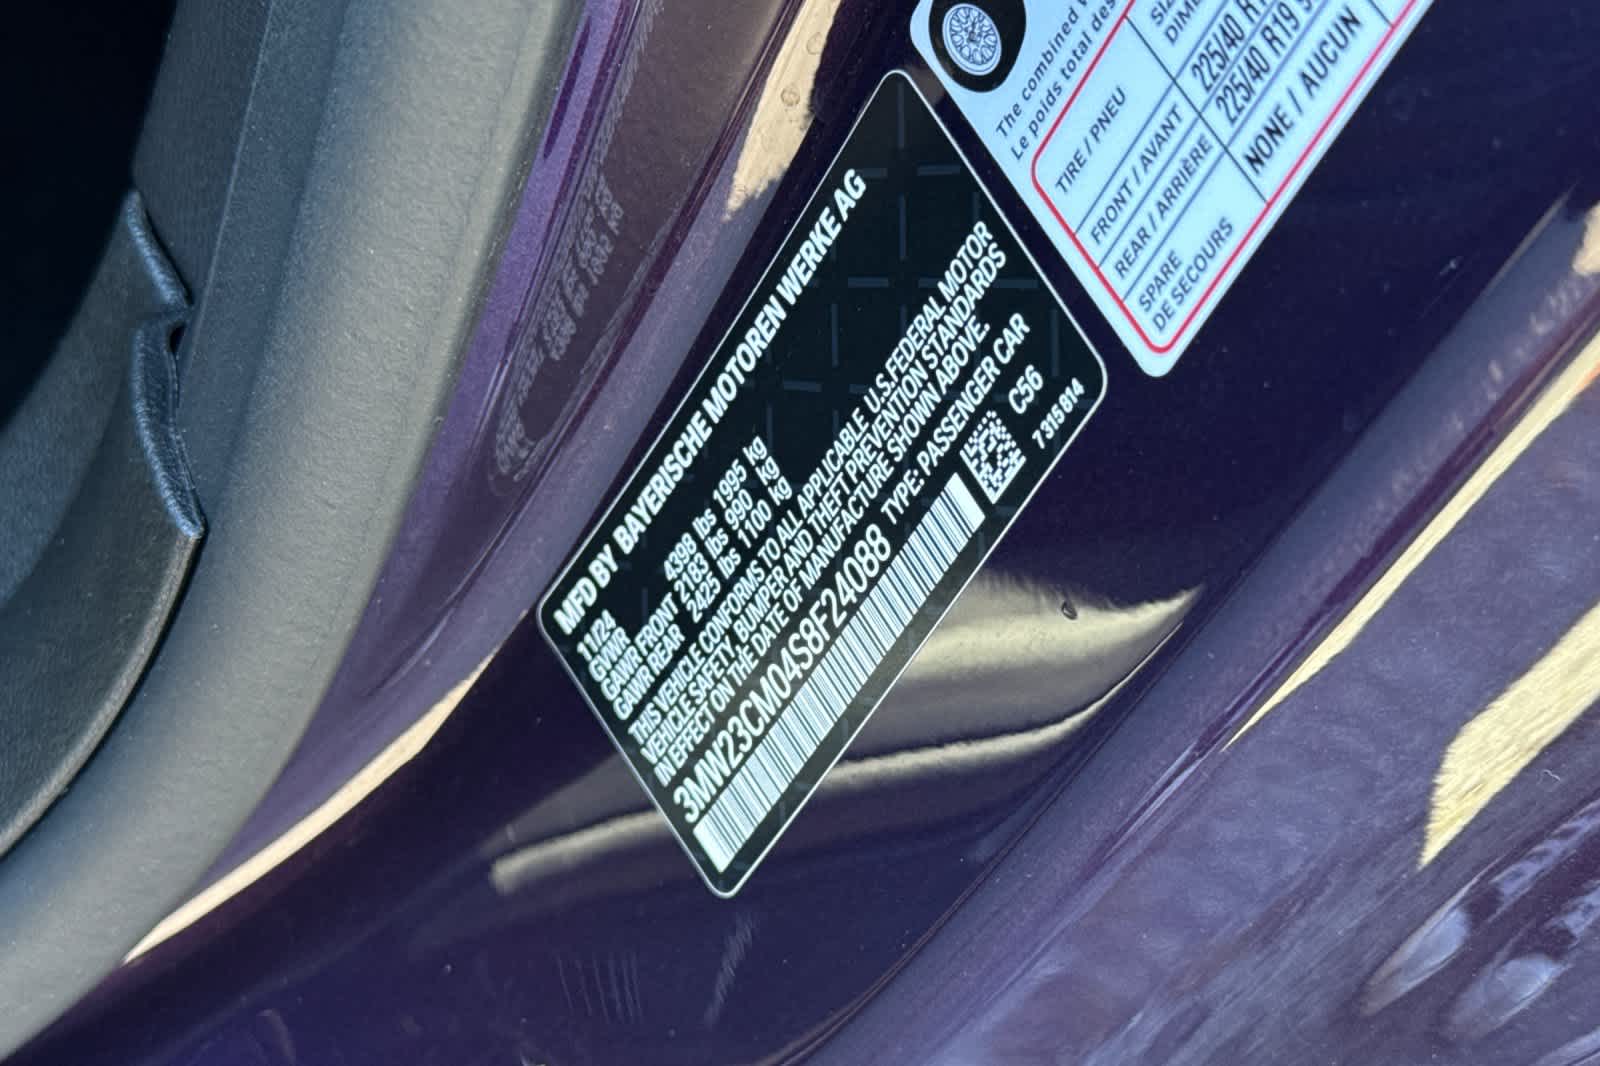 MFD BY BAYERISCHE MOTOREN WERKE AG
11/24
GVWR 4398 lbs 1995 kg
GAWR FRONT 2183 lbs 990 kg
GAWR REAR 2425 lbs 1100 kg
THIS VEHICLE CONFORMS TO ALL APPLICABLE U.S.FEDERAL MOTOR
VEHICLE SAFETY, BUMPER AND THEFT PREVENTION STANDARDS
IN EFFECT ON THE DATE OF MANUFACTURE SHOWN ABOVE.
3MW23CM04S8F24088 TYPE: PASSENGER CAR
C56
7315614
The combined
Le poids total des
TIRE / PNEU
FRONT / AVANT 225/40
REAR / ARRIÈRE 225/40 R19
SPARE NONE / AUCUN
DE SECOURS